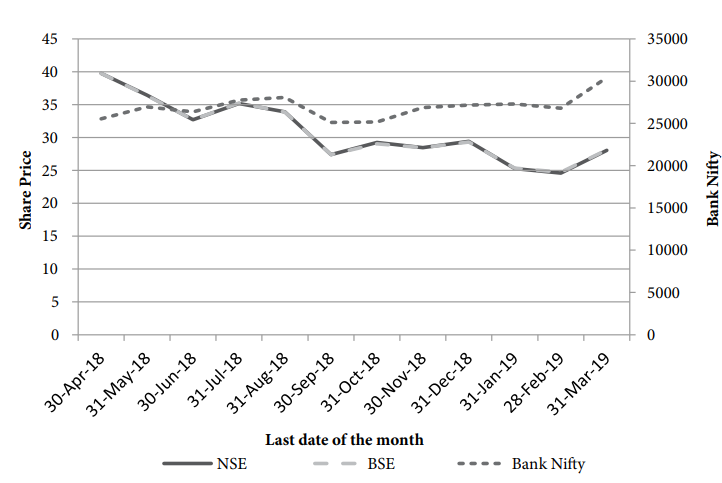 45
40
35
30
25
20
15
10
5
0
Share Price
35000
30000
25000
20000
15000
10000
5000
0
Bank Nifty
30-Apr-18
31-May-18
30-Jun-18
31-Jul-18
31-Aug-18
30-Sep-18
31-Oct-18
30-Nov-18
31-Dec-18
31-Jan-19
28-Feb-19
31-Mar-19
Last date of the month
NSE BSE Bank Nifty